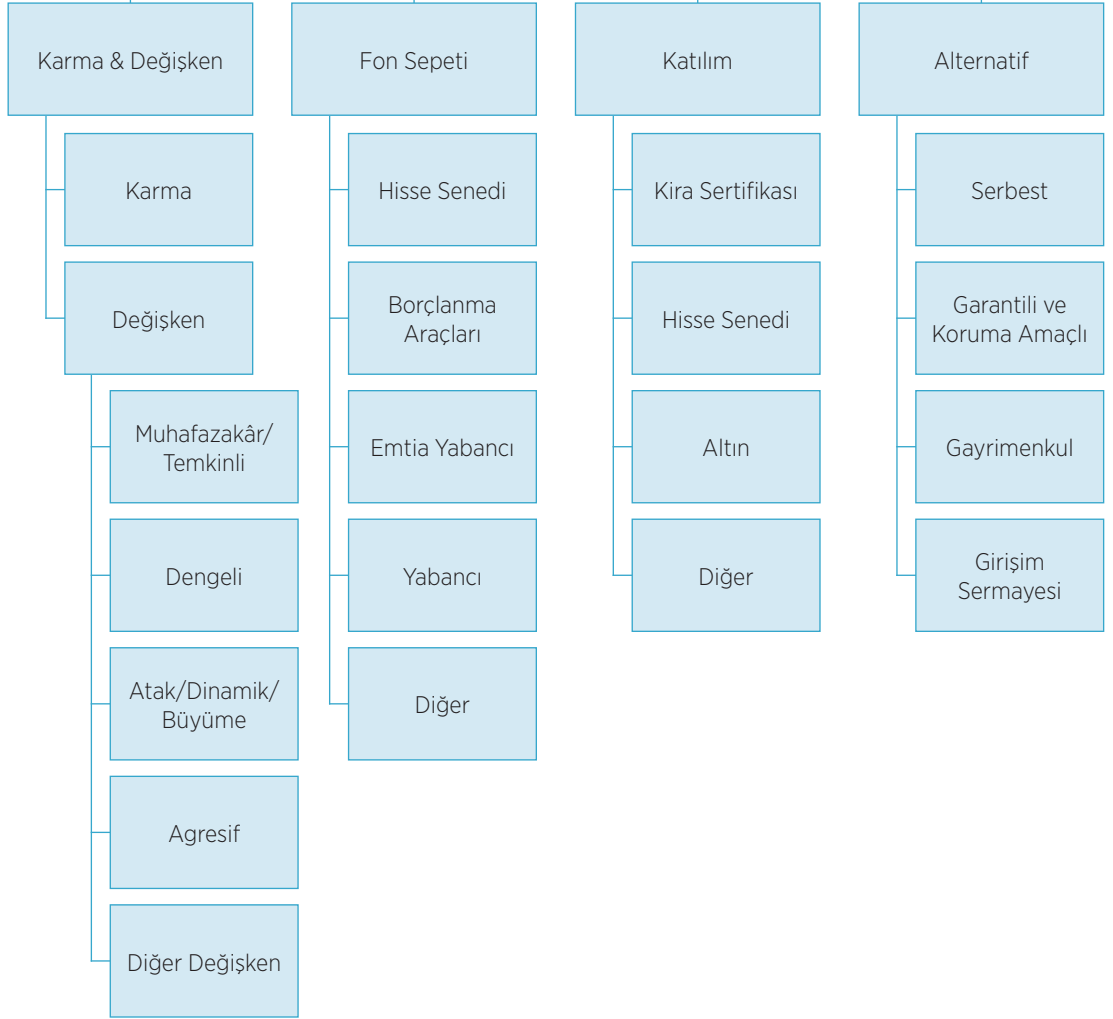 Karma & Değişken
Karma
Değişken
Muhafazakâr/
Temkinli
Dengeli
Atak/Dinamik/
Büyüme
Agresif
Diğer Değişken
Fon Sepeti
Hisse Senedi
Borçlanma
Araçları
Emtia Yabancı
Yabancı
Diğer
Katılım
Kira Sertifikası
Hisse Senedi
Altın
Diğer
Alternatif
Serbest
Garantili ve
Koruma Amaçlı
Gayrimenkul
Girişim
Sermayesi